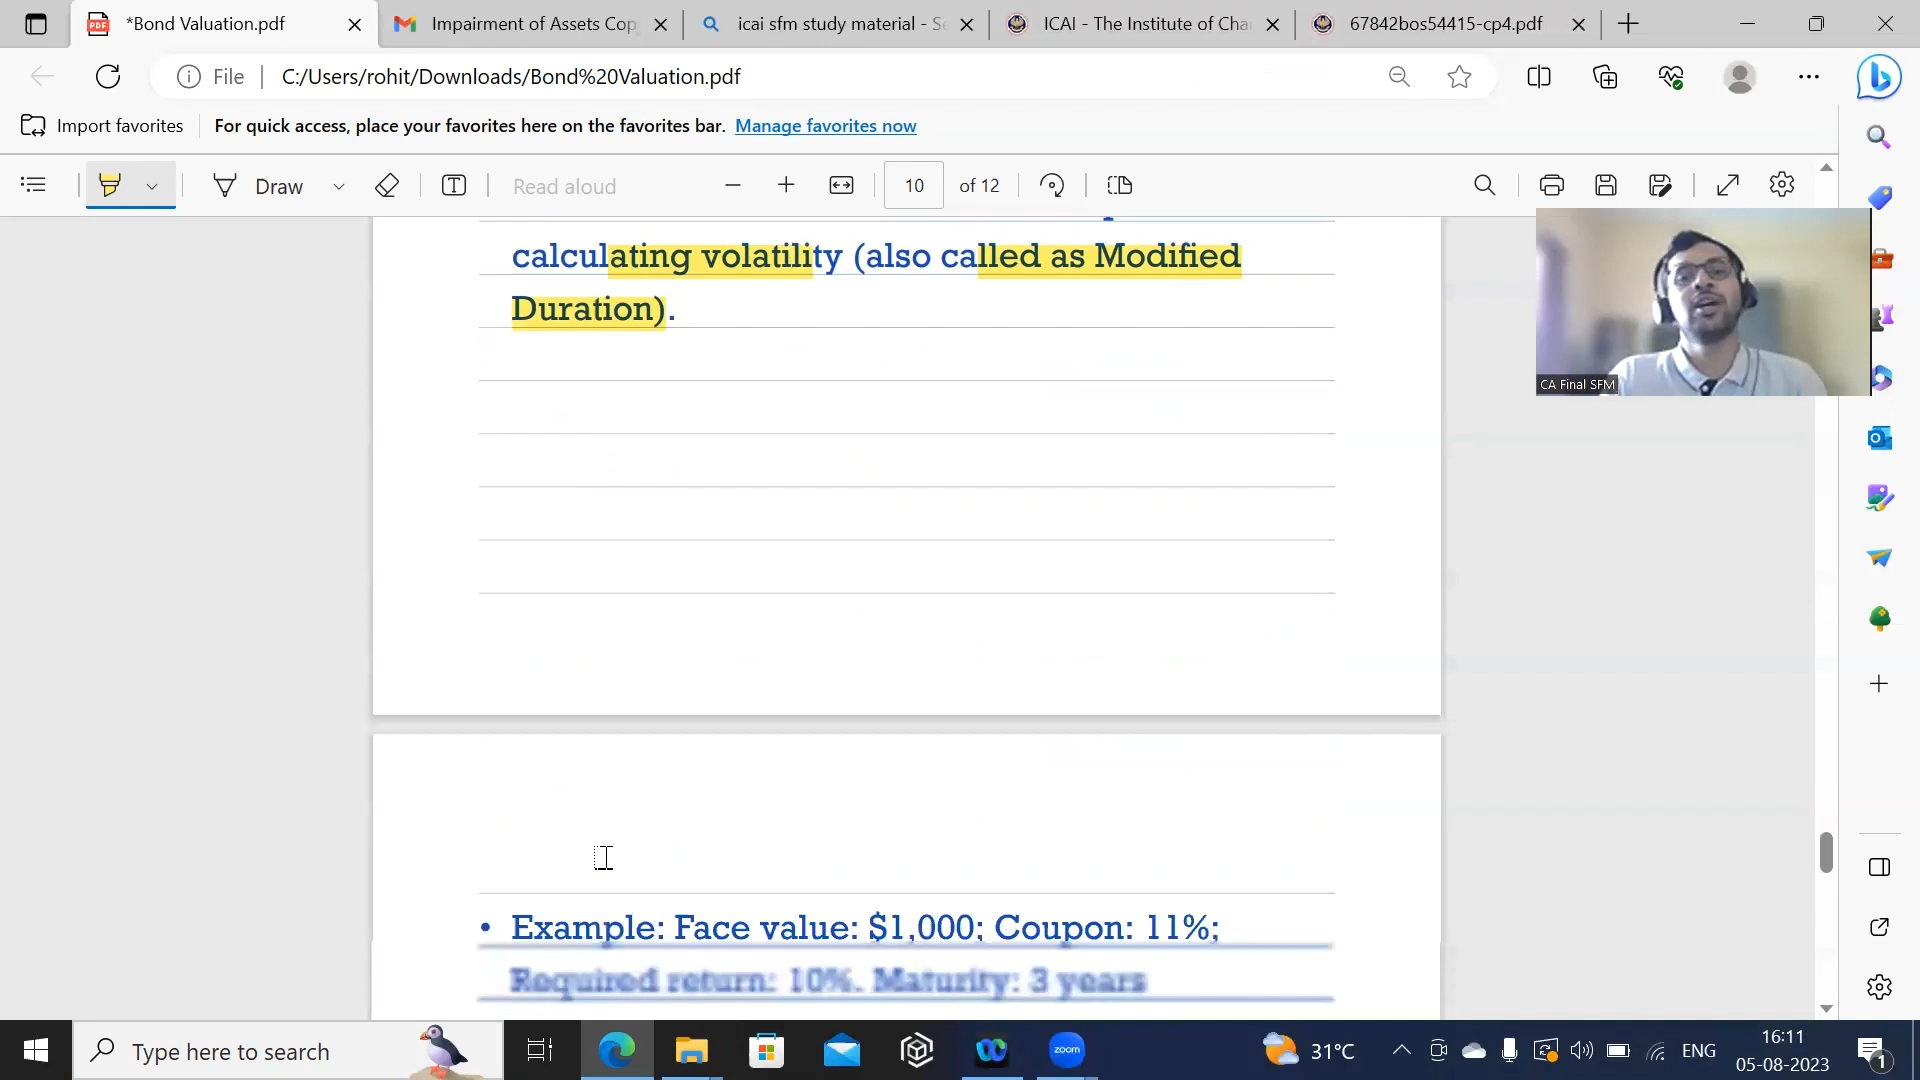 *Bond Valuation.pdf
Impairment of Assets Cop
icai sfm study material - Se
ICAI - The Institute of Cha
67842bos54415-cp4.pdf
File
C:/Users/rohit/Downloads/Bond%20Valuation.pdf
Import favorites
For quick access, place your favorites here on the favorites bar. Manage favorites now
Draw
Read aloud
10 of 12
calculating volatility (also called as Modified
Duration).
CA Final SFM
• Example: Face value: $1,000; Coupon: 11%;
Required return: 10%. Maturity: 3 years
Type here to search
zoom
31°C
ENG
16:11
05-08-2023
1